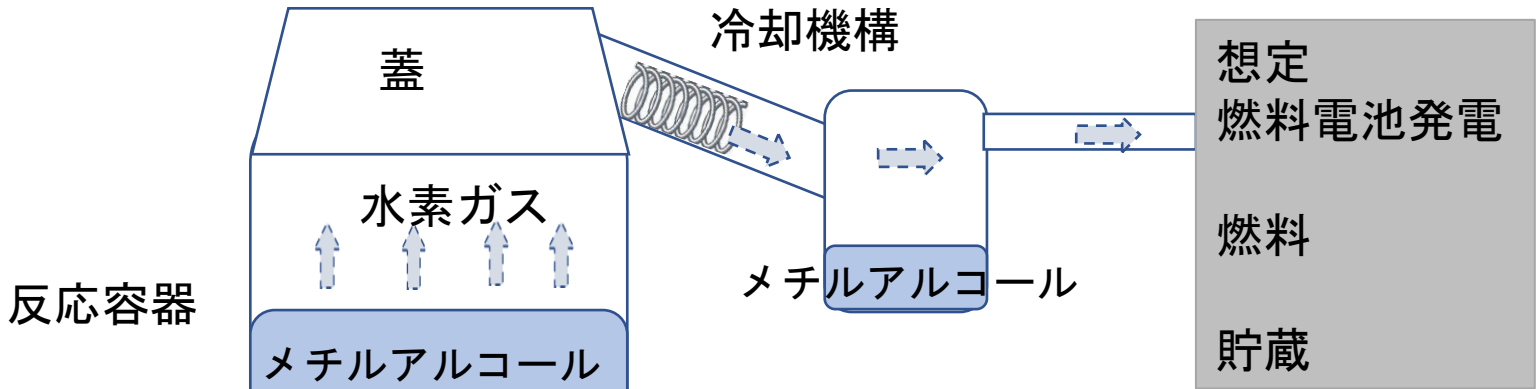 冷却機構
蓋
水素ガス
反応容器
メチルアルコール
メチルアルコール
想定
燃料電池発電
燃料
貯蔵